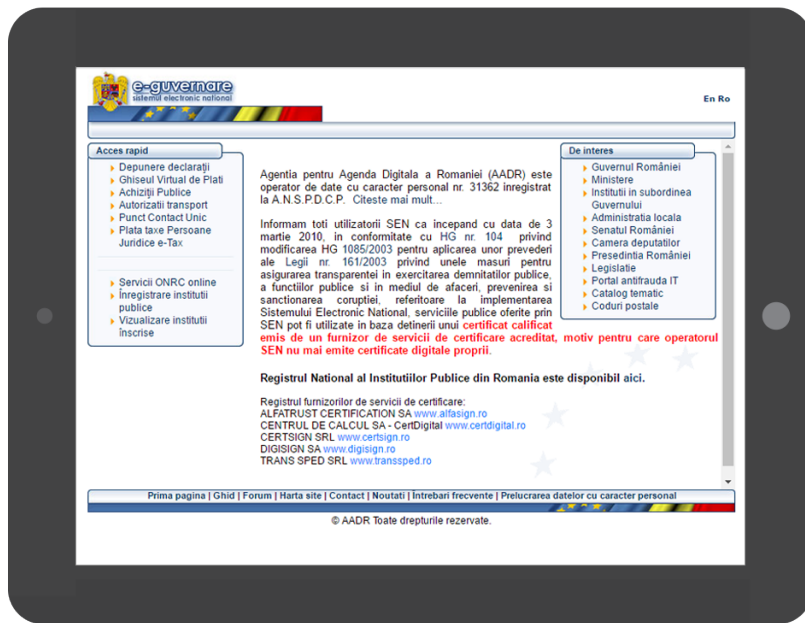 e-guvernare
sistemul electronic national
En Ro
Acces rapid
Depunere declarații
Ghiseul Virtual de Plati
Achiziții Publice
Autorizatii transport
Punct Contact Unic
Plata taxe Persoane
Juridice e-Tax
Servicii ONRC online
Înregistrare institutii
publice
Vizualizare institutii
înscrise
Agentia pentru Agenda Digitala a Romaniei (AADR) este
operator de date cu caracter personal nr. 31362 inregistrat
la A.N.S.P.D.C.P. Citeste mai mult...
Informam toti utilizatorii SEN ca incepand cu data de 3
martie 2010, in conformitate cu HG nr. 104 privind
modificarea HG 1085/2003 pentru aplicarea unor prevederi
ale Legii nr. 161/2003 privind unele masuri pentru
asigurarea transparentei in exercitarea demnitatilor publice,
a functiilor publice si in mediul de afaceri, prevenirea si
sanctionarea coruptiei, referitoare la implementarea
Sistemului Electronic National, serviciile publice oferite prin
SEN pot fi utilizate in baza detinerii unui certificat calificat
emis de un furnizor de servicii de certificare acreditat, motiv pentru care operatorul
SEN nu mai emite certificate digitale proprii.
Registrul National al Institutiilor Publice din Romania este disponibil aici.
Registrul furnizorilor de servicii de certificare:
ALFATRUST CERTIFICATION SA www.alfasign.ro
CENTRUL DE CALCUL SA - CertDigital www.certdigital.ro
CERTSIGN SRL www.certsign.ro
DIGISIGN SA www.digisign.ro
TRANS SPED SRL www.transsped.ro
De interes
Guvernul României
Ministere
Institutii in subordinea
Guvernului
Administratia locala
Senatul României
Camera deputatilor
Presedintia României
Legislatie
Portal antifrauda IT
Catalog tematic
Coduri postale
Prima pagina | Ghid | Forum | Harta site | Contact | Noutati | Intrebari frecvente | Prelucrarea datelor cu caracter personal
© AADR Toate drepturile rezervate.